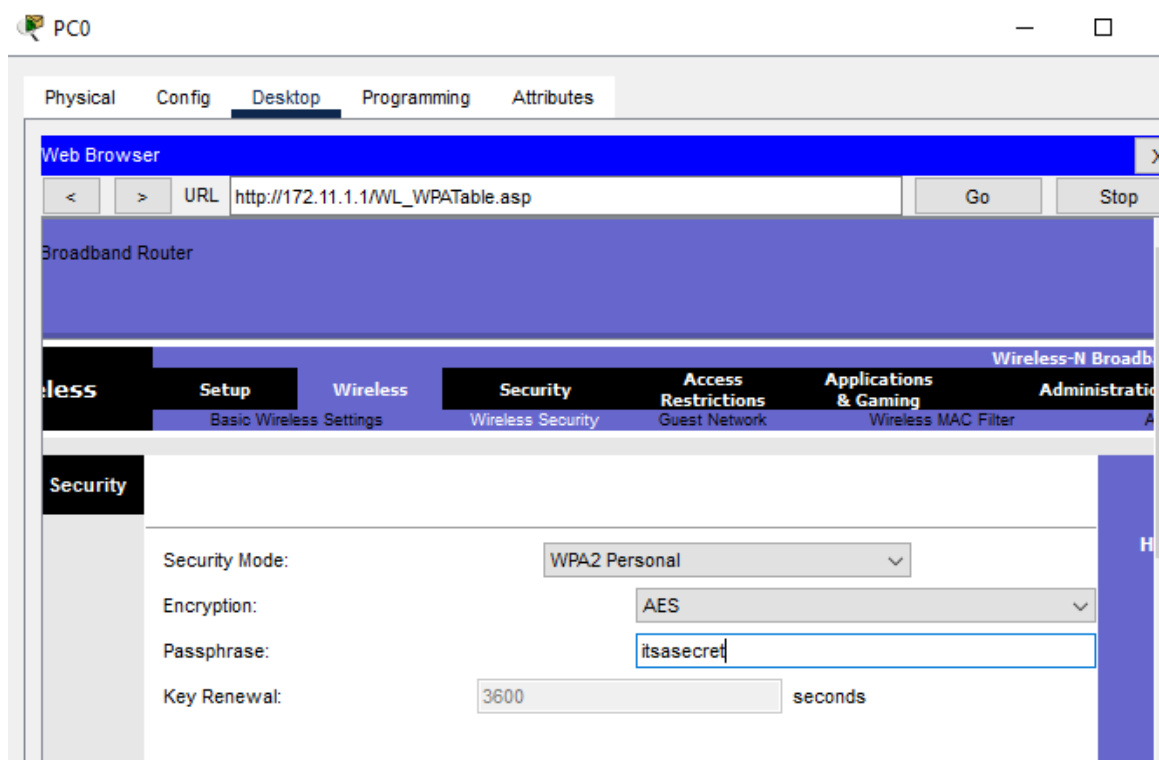 PC0
Physical Config Desktop Programming Attributes
Web Browser X
< > URL http://172.11.1.1/WL_WPATable.asp Go Stop
Broadband Router
Wireless-N Broadb
eless Setup Wireless Security Access Restrictions Applications & Gaming Administratio
Basic Wireless Settings Wireless Security Guest Network Wireless MAC Filter A
Security
H
Security Mode: WPA2 Personal
Encryption: AES
Passphrase: itsasecret
Key Renewal: 3600 seconds